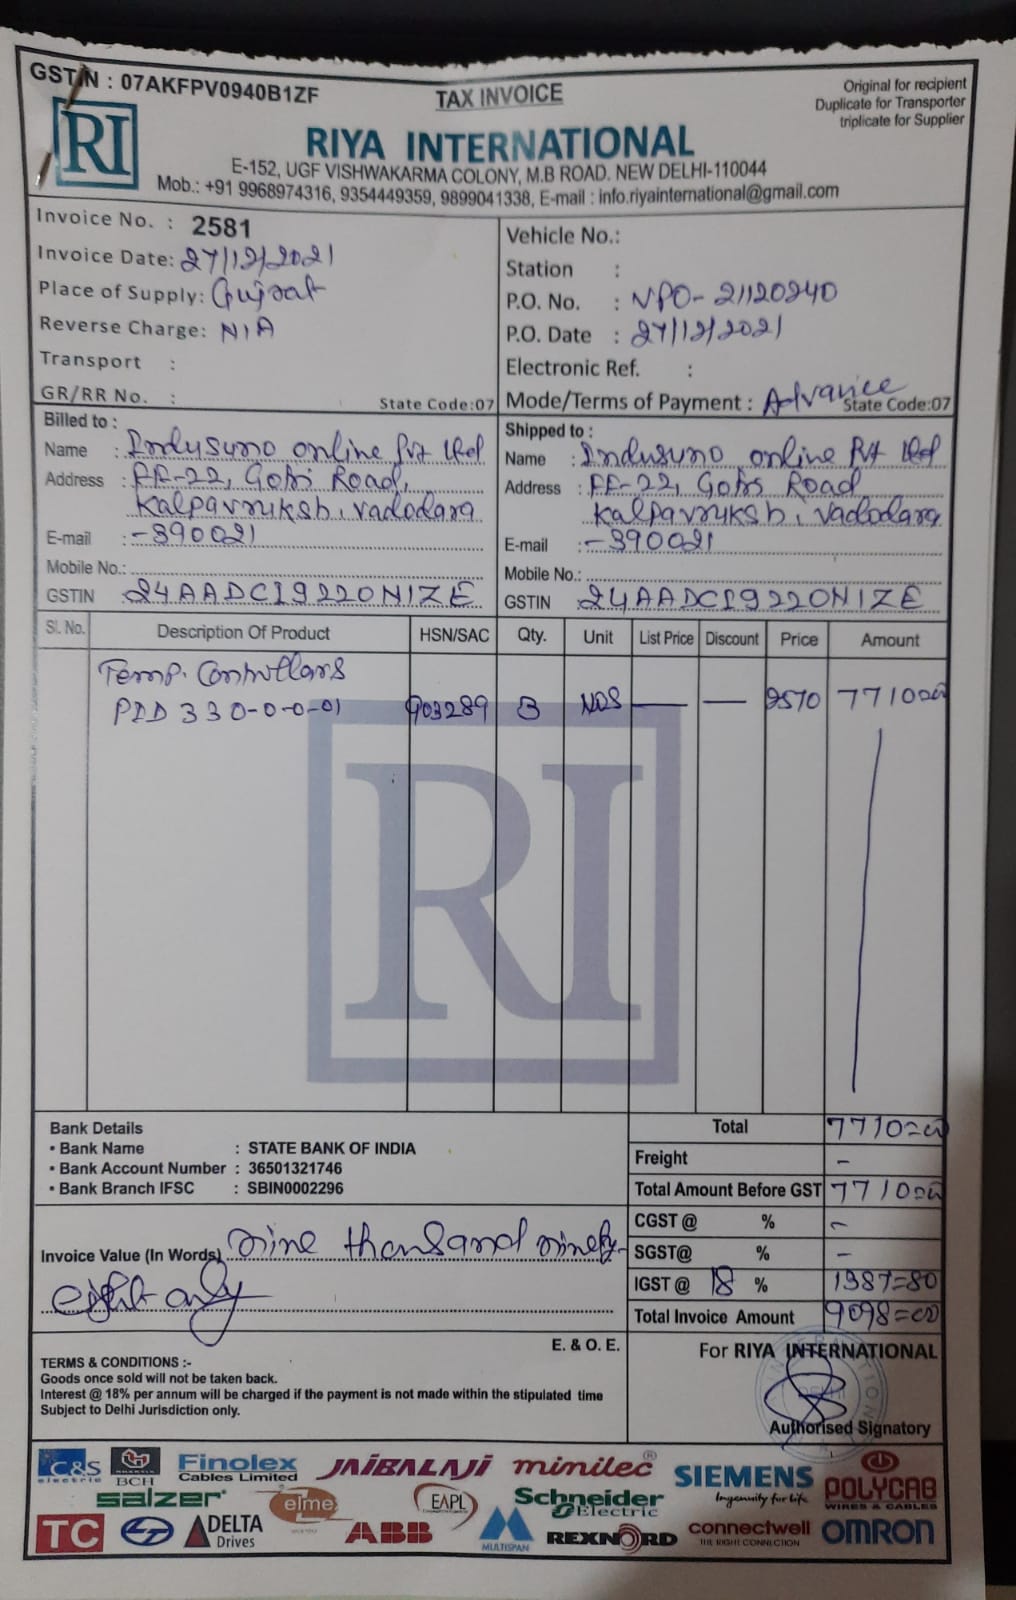 GSTIN : 07AKFPV0940B1ZF
TAX INVOICE
Original for recipient
Duplicate for Transporter
triplicate for Supplier
RI
RIYA INTERNATIONAL
E-152, UGF VISHWAKARMA COLONY, M.B ROAD. NEW DELHI-110044
Mob.: +91 9968974316, 9354449359, 9899041338, E-mail : info.riyainternational@gmail.com
Invoice No. : 2581
Invoice Date: 27/12/2021
Place of Supply: Gujrat
Reverse Charge: N/A
Transport :
GR/RR No. :
State Code:07
Vehicle No.:
Station :
P.O. No. : NPO-21120240
P.O. Date : 27/12/2021
Electronic Ref. :
Mode/Terms of Payment : Advance
State Code:07
Billed to :
Name : Indusuno online Pvt Ltd
Address : FF-22, Gotri Road,
Kalpavruksh, Vadodara
E-mail : -390021
Mobile No.:
GSTIN 24AADCI9220N1ZE
Shipped to :
Name : Indusuno online Pvt Ltd
Address : FF-22, Gotri Road
Kalpavruksh, Vadodara
E-mail : -390021
Mobile No.:
GSTIN 24AADCI9220N1ZE
Sl. No. Description Of Product HSN/SAC Qty. Unit List Price Discount Price Amount
Temp. Controllars
PID 330-0-0-01 903289 3 NOS — — 2570 7710=00
RI
Bank Details
• Bank Name : STATE BANK OF INDIA
• Bank Account Number : 36501321746
• Bank Branch IFSC : SBIN0002296
Total 7710=00
Freight -
Total Amount Before GST 7710=00
CGST @ % -
SGST@ % -
IGST @ 18 % 1387=80
Total Invoice Amount 9098=00
Invoice Value (In Words) Nine thousand ninety-
eight only
E. & O. E.
TERMS & CONDITIONS :-
Goods once sold will not be taken back.
Interest @ 18% per annum will be charged if the payment is not made within the stipulated time
Subject to Delhi Jurisdiction only.
For RIYA INTERNATIONAL
Authorised Signatory
C&S electric
BCH
Finolex Cables Limited
JAIBALAJI
minilec®
SIEMENS
Ingenuity for life
POLYCAB
WIRES & CABLES
salzer
elmex
EAPL
Schneider Electric
TC
L&T
DELTA Drives
ABB
MULTISPAN
REXNORD
connectwell
THE RIGHT CONNECTION
OMRON